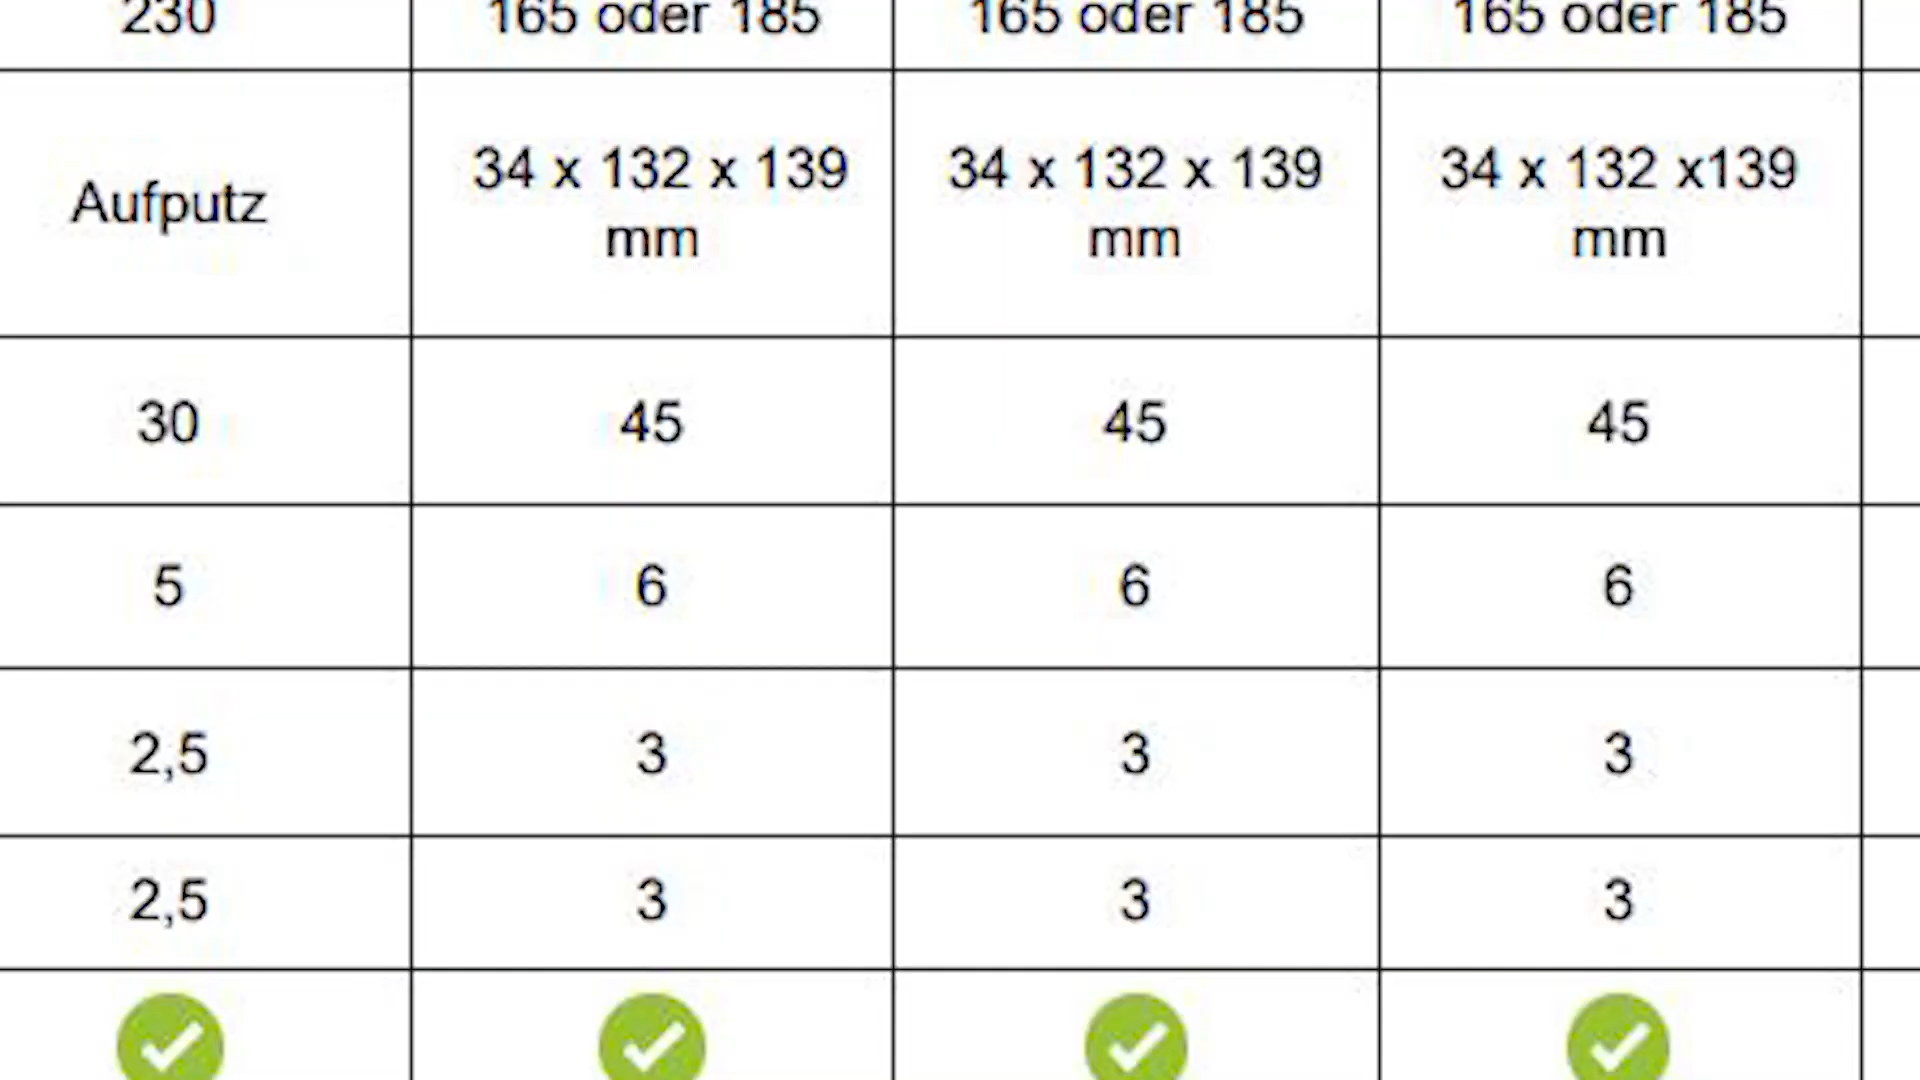 230 165 oder 185 165 oder 185 165 oder 185
Aufputz 34 x 132 x 139 mm 34 x 132 x 139 mm 34 x 132 x139 mm
30 45 45 45
5 6 6 6
2,5 3 3 3
2,5 3 3 3